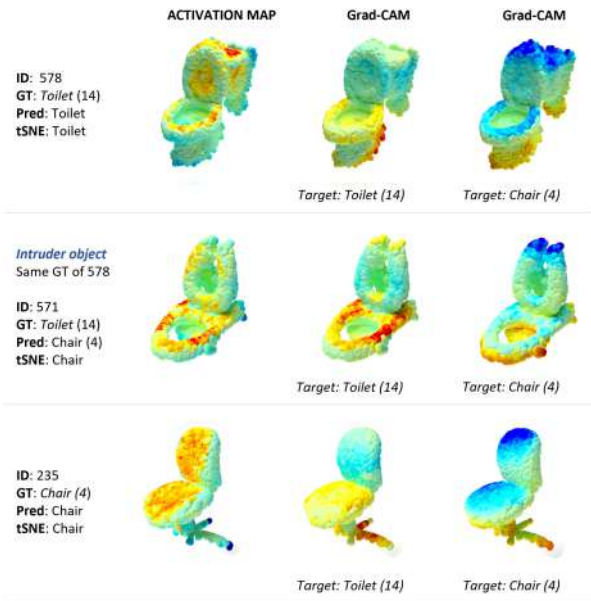 ACTIVATION MAP Grad-CAM Grad-CAM
ID: 578
GT: Toilet (14)
Pred: Toilet
tSNE: Toilet
Target: Toilet (14) Target: Chair (4)
Intruder object
Same GT of 578
ID: 571
GT: Toilet (14)
Pred: Chair (4)
tSNE: Chair
Target: Toilet (14) Target: Chair (4)
ID: 235
GT: Chair (4)
Pred: Chair
tSNE: Chair
Target: Toilet (14) Target: Chair (4)